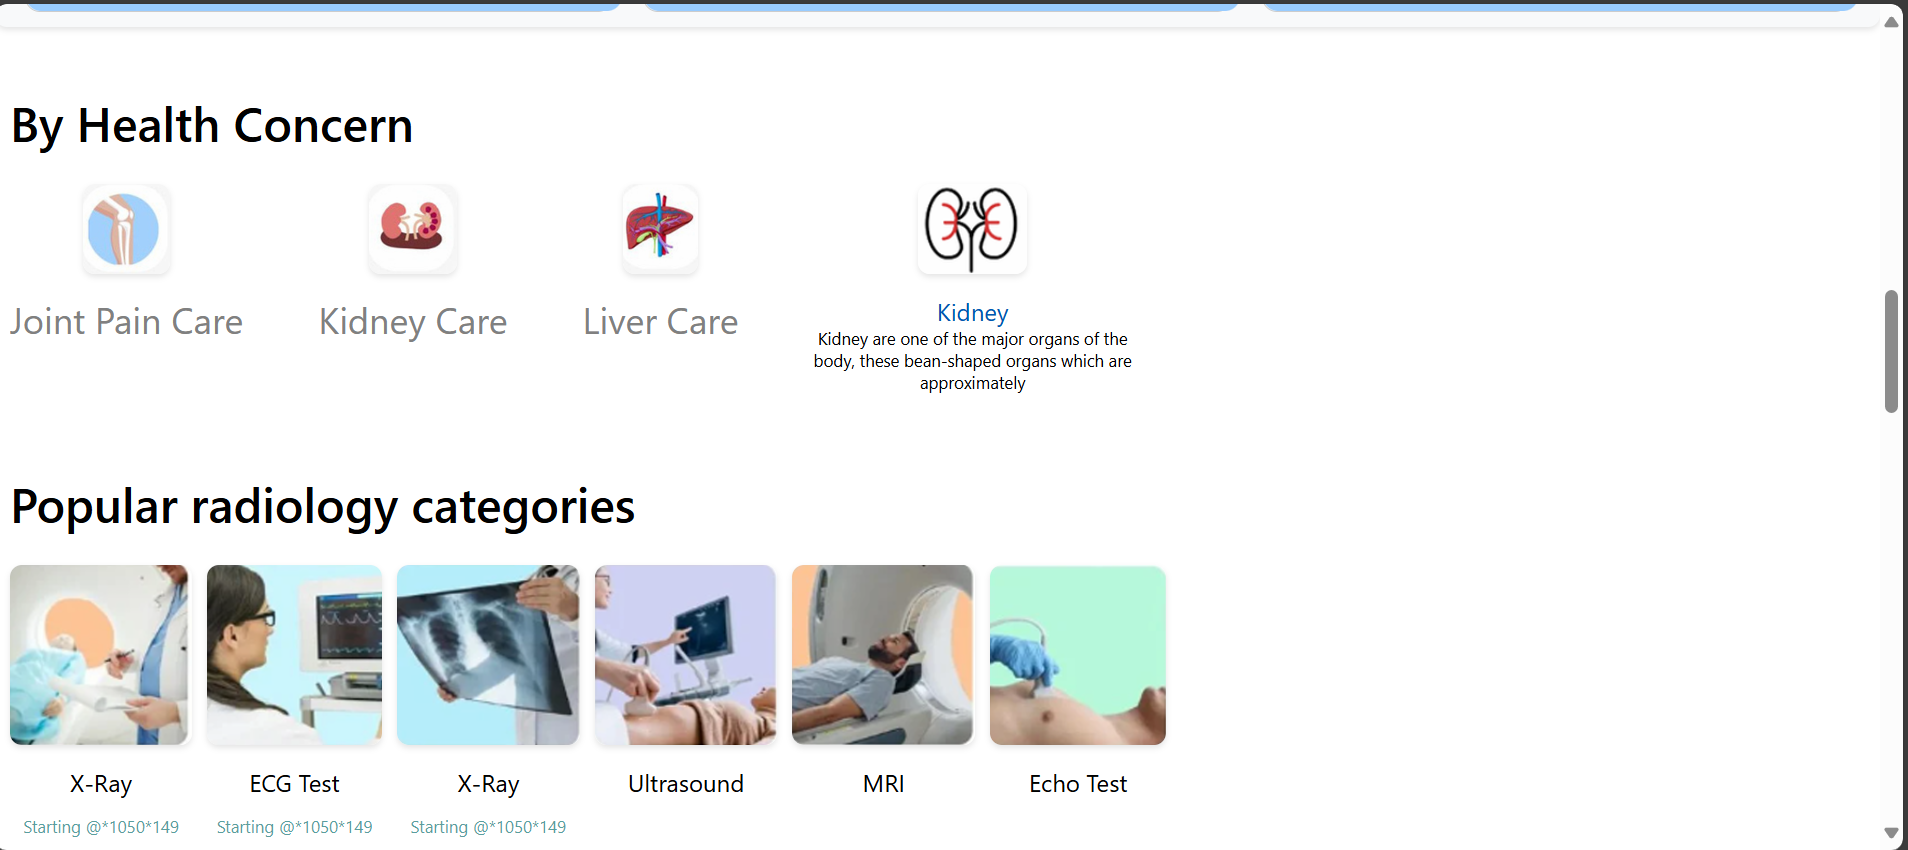 By Health Concern
Joint Pain Care
Kidney Care
Liver Care
Kidney
Kidney are one of the major organs of the
body, these bean-shaped organs which are
approximately
Popular radiology categories
X-Ray
ECG Test
X-Ray
Ultrasound
MRI
Echo Test
Starting @*1050*149
Starting @*1050*149
Starting @*1050*149